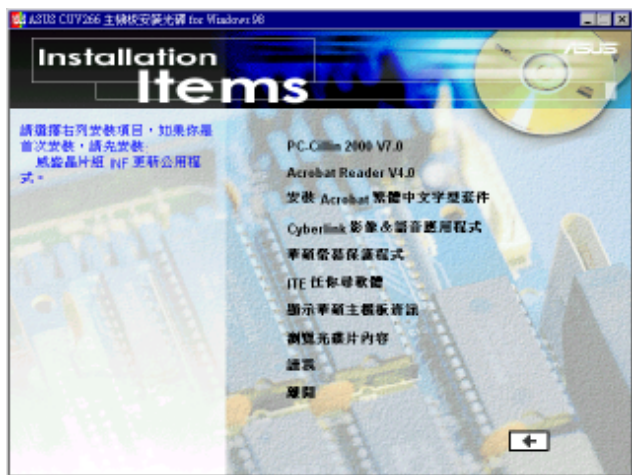 ASUS CUV266 主機板安裝光碟 for Windows 98
Installation
Items
ASUS
請選擇右列安裝項目，如果你是
首次安裝，請先安裝:
威盛晶片組 INF 更新公用程
式。
PC-Cillin 2000 V7.0
Acrobat Reader V4.0
安裝 Acrobat 繁體中文字型套件
Cyberlink 影像 & 語音應用程式
華碩螢幕保護程式
ITE 任你尋軟體
顯示華碩主機板資訊
瀏覽光碟片內容
讀我
離開